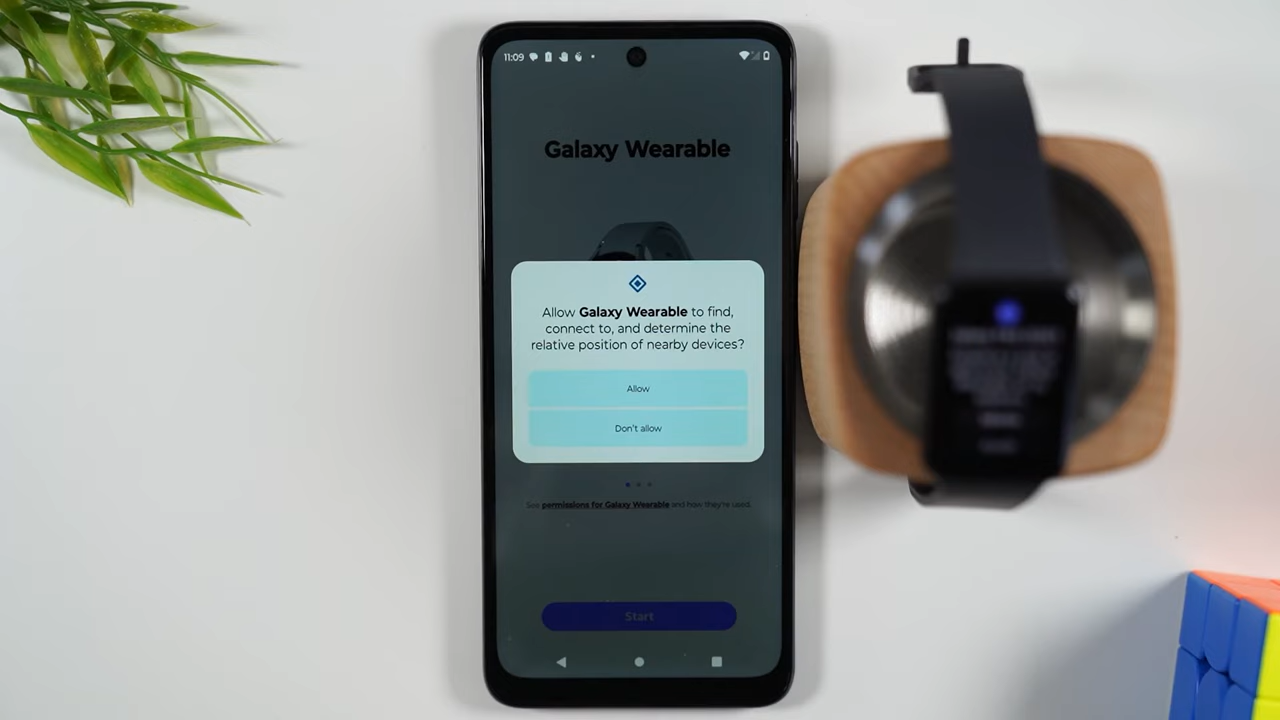 11:09
Galaxy Wearable
Allow Galaxy Wearable to find,
connect to, and determine the
relative position of nearby devices?
Allow
Don't allow
See permissions for Galaxy Wearable and how they're used.
Start